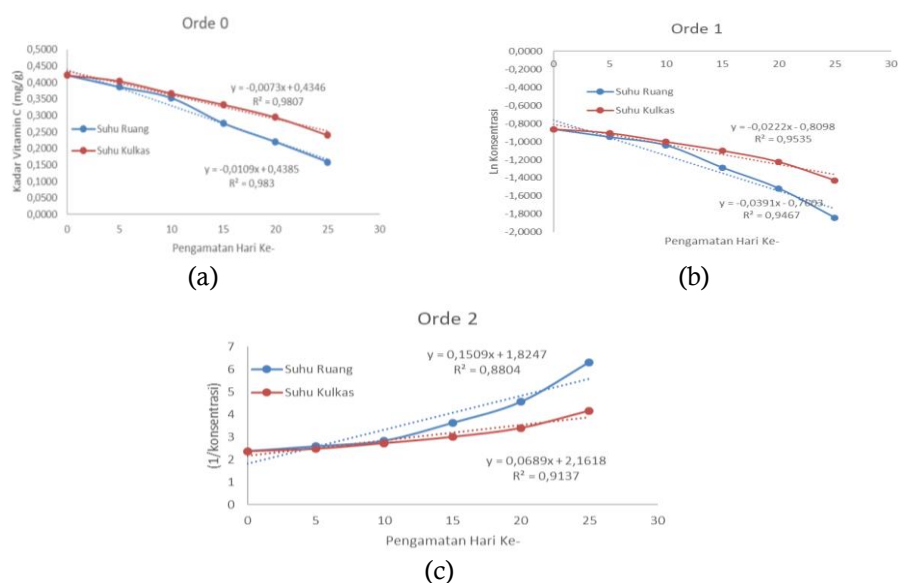 Orde 0
(a)
Kadar Vitamin C (mg/g)
0,5000
0,4500
0,4000
0,3500
0,3000
0,2500
0,2000
0,1500
0,1000
0,0500
0,0000
Suhu Ruang
Suhu Kulkas
y = -0,0073x + 0,4346
R² = 0,9807
y = -0,0109x + 0,4385
R² = 0,983
0 5 10 15 20 25 30
Pengamatan Hari Ke-
(a)
Orde 1
(b)
Ln Konsentrasi
0,0000
-0,2000
-0,4000
-0,6000
-0,8000
-1,0000
-1,2000
-1,4000
-1,6000
-1,8000
-2,0000
0 5 10 15 20 25 30
Suhu Ruang
Suhu Kulkas
y = -0,0222x - 0,8098
R² = 0,9535
y = -0,0391x -
R² = 0,9467
Pengamatan Hari Ke-
(b)
Orde 2
(1/konsentrasi)
7
6
5
4
3
2
1
0
Suhu Ruang
Suhu Kulkas
y = 0,1509x + 1,8247
R² = 0,8804
y = 0,0689x + 2,1618
R² = 0,9137
0 5 10 15 20 25 30
Pengamatan Hari Ke-
(c)